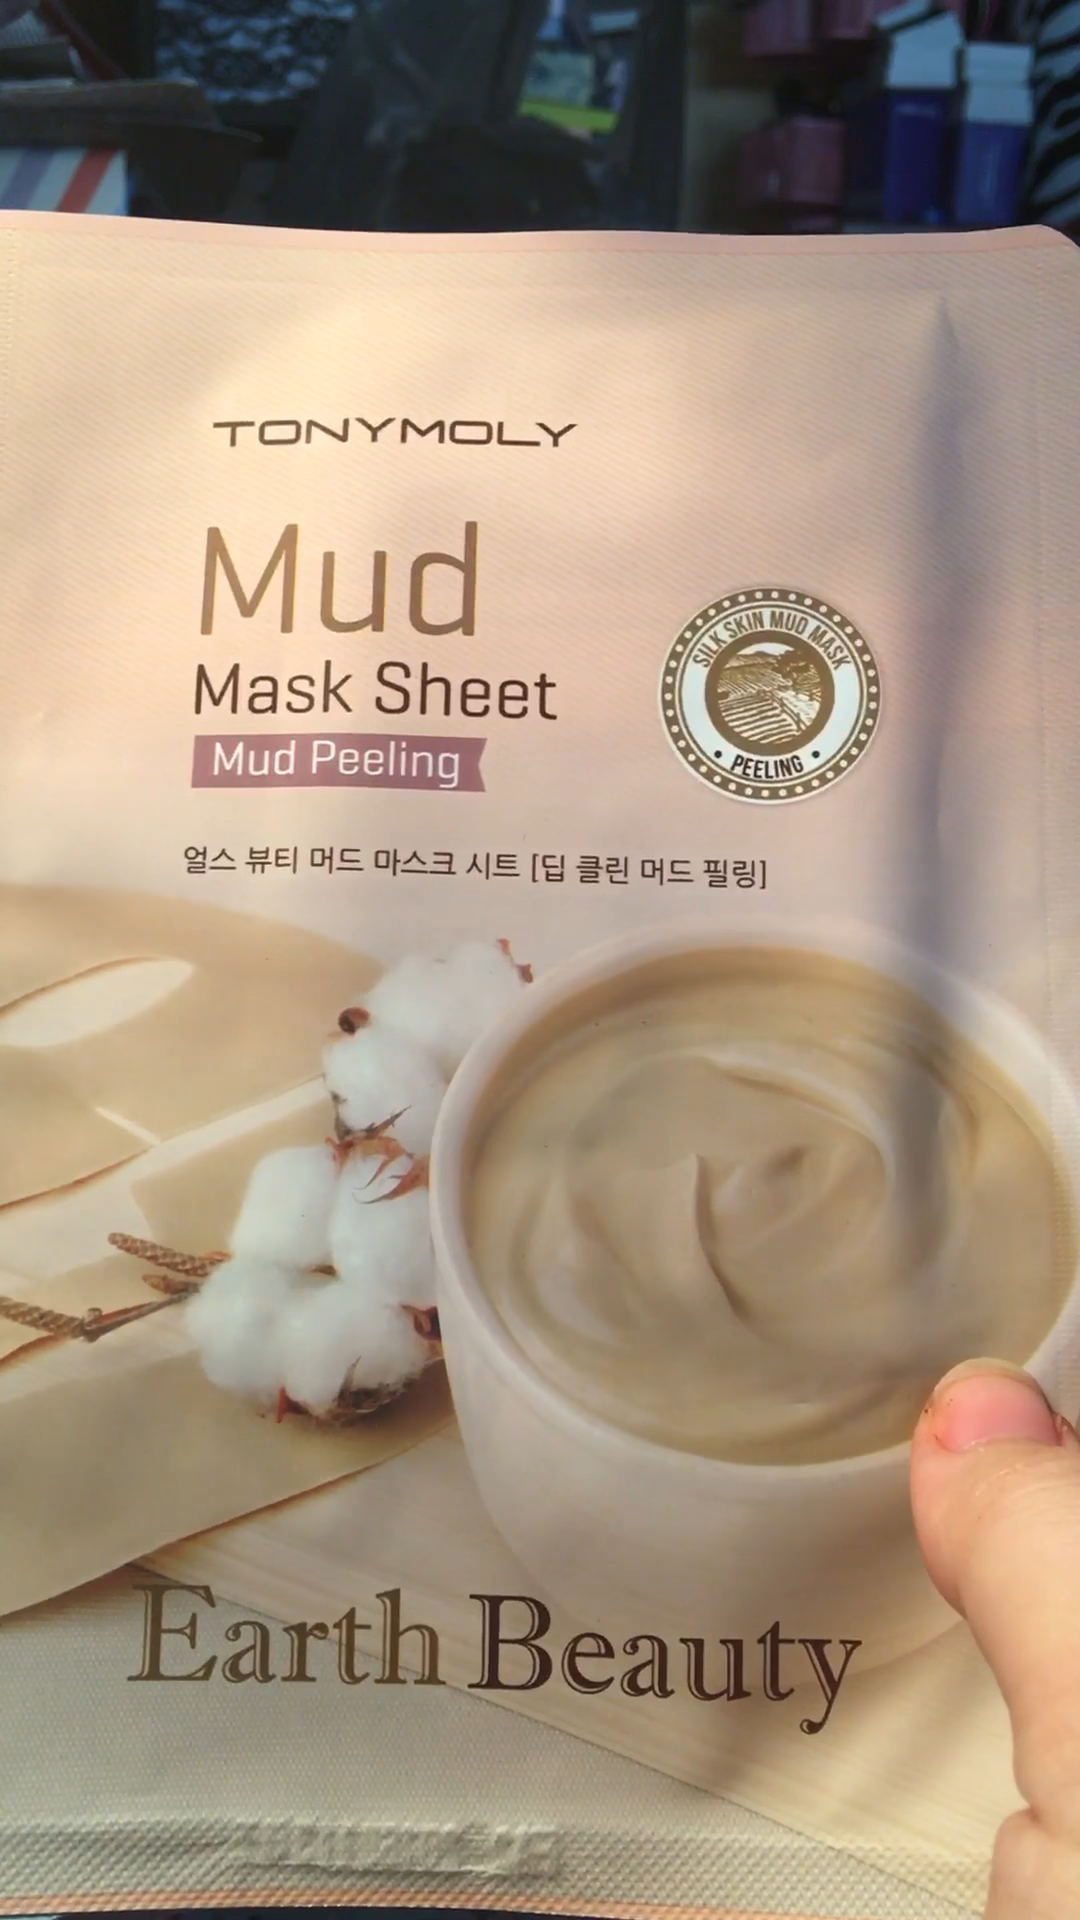 TONYMOLY
Mud
Mask Sheet
Mud Peeling
SILK SKIN MUD MASK
• PEELING •
얼스 뷰티 머드 마스크 시트 [딥 클린 머드 필링]
Earth Beauty